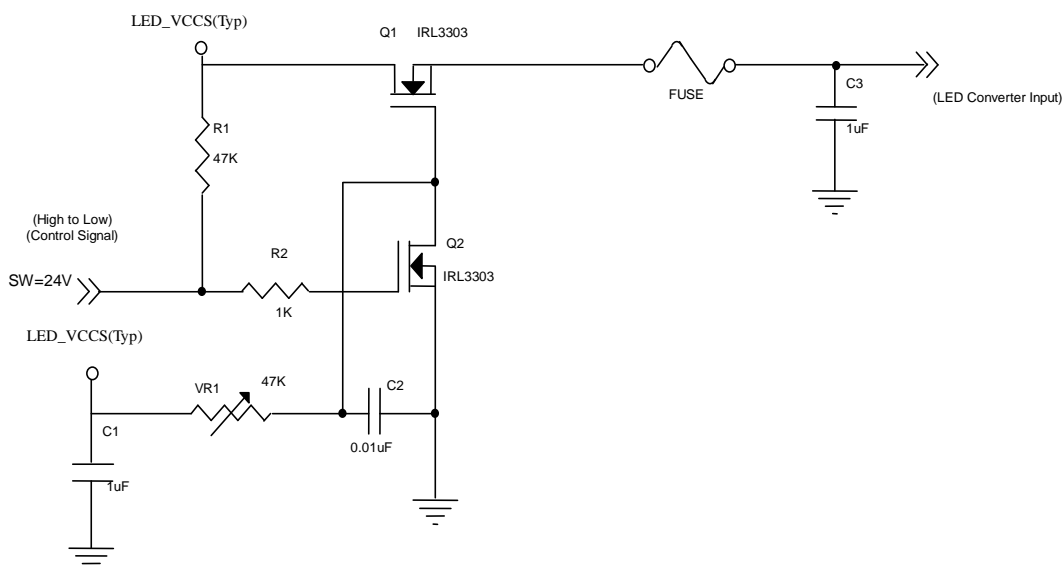 LED_VCCS(Typ)
Q1 IRL3303
FUSE
C3
1uF
(LED Converter Input)
R1
47K
(High to Low)
(Control Signal)
SW=24V
R2
1K
Q2
IRL3303
LED_VCCS(Typ)
VR1
47K
C2
0.01uF
C1
1uF